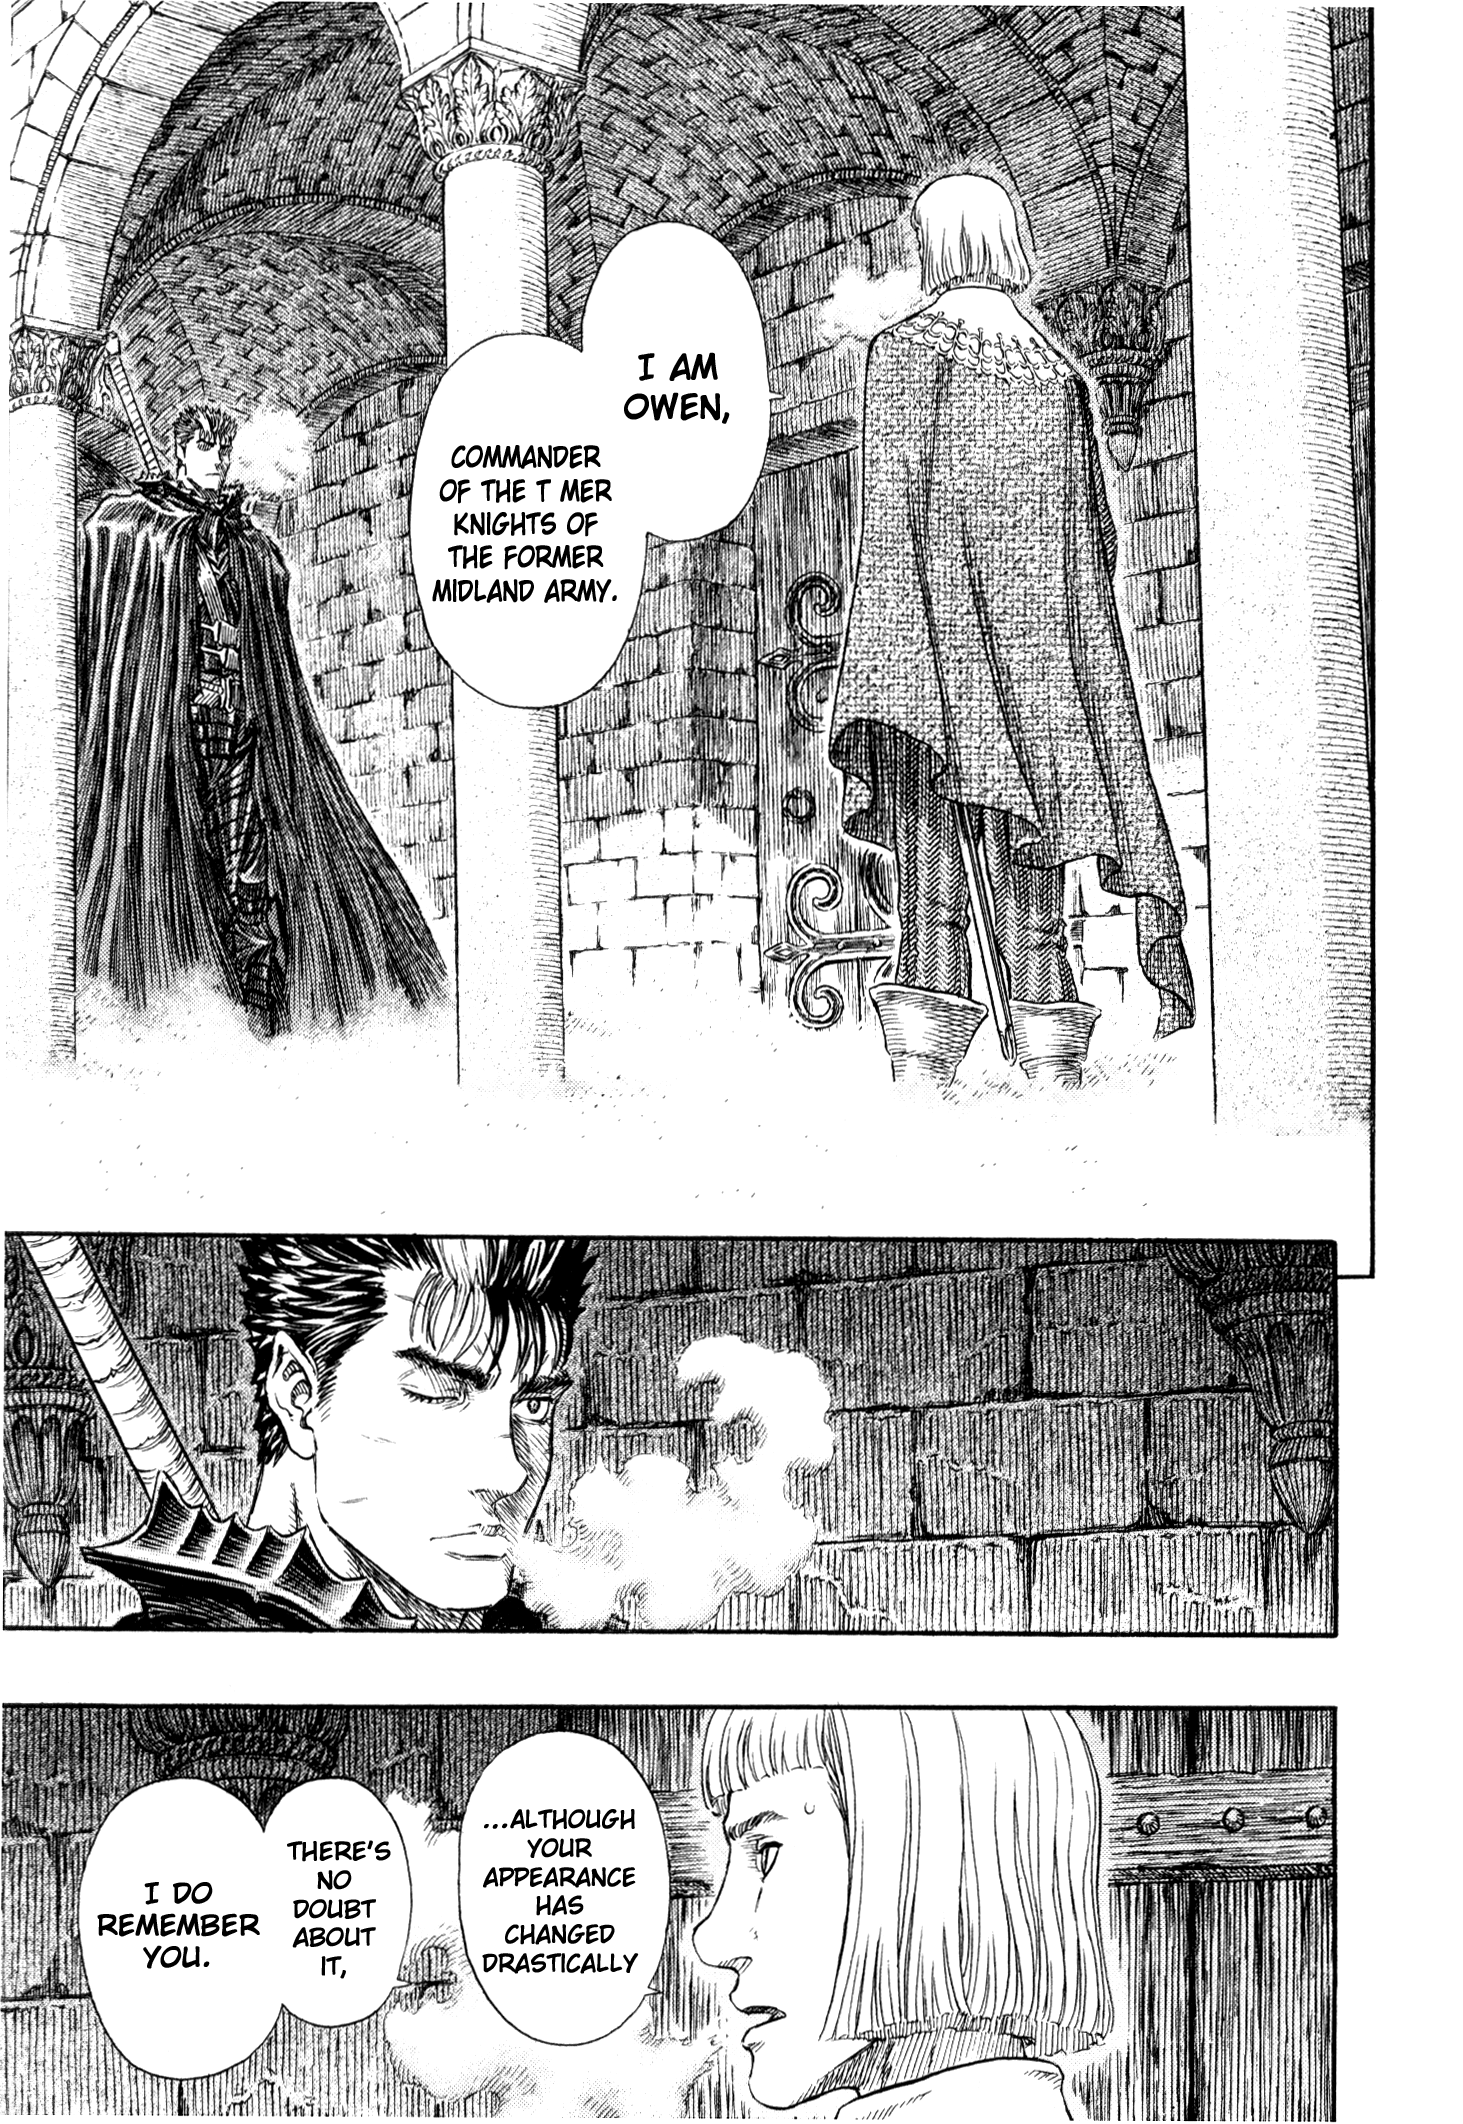 I AM
OWEN,
COMMANDER
OF THE T MER
KNIGHTS OF
THE FORMER
MIDLAND ARMY.
...ALTHOUGH
YOUR
APPEARANCE
HAS
CHANGED
DRASTICALLY
THERE'S
NO
DOUBT
ABOUT
IT,
I DO
REMEMBER
YOU.